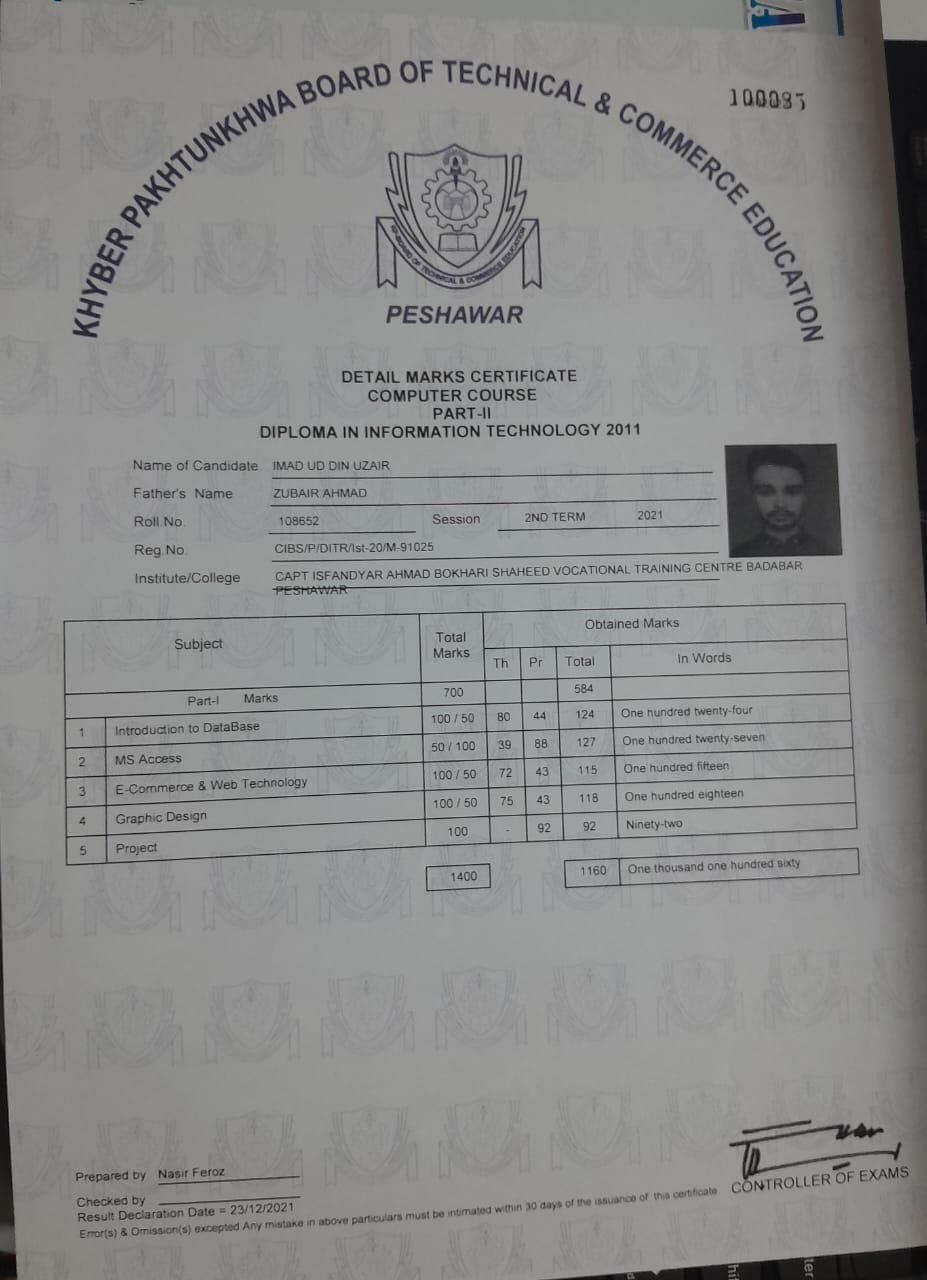 100085
KHYBER PAKHTUNKHWA BOARD OF TECHNICAL & COMMERCE EDUCATION
KP-BOARD OF TECHNICAL & COMMERCE EDUCATION
PESHAWAR
DETAIL MARKS CERTIFICATE
COMPUTER COURSE
PART-II
DIPLOMA IN INFORMATION TECHNOLOGY 2011
Name of Candidate IMAD UD DIN UZAIR
Father's Name ZUBAIR AHMAD
Roll No. 108652 Session 2ND TERM 2021
Reg.No. CIBS/P/DITR/Ist-20/M-91025
Institute/College CAPT ISFANDYAR AHMAD BOKHARI SHAHEED VOCATIONAL TRAINING CENTRE BADABAR
PESHAWAR
Subject Total Marks Obtained Marks
Th Pr Total In Words
Part-I Marks 700 584
1 Introduction to DataBase 100 / 50 80 44 124 One hundred twenty-four
2 MS Access 50 / 100 39 88 127 One hundred twenty-seven
3 E-Commerce & Web Technology 100 / 50 72 43 115 One hundred fifteen
4 Graphic Design 100 / 50 75 43 118 One hundred eighteen
5 Project 100 - 92 92 Ninety-two
1400 1160 One thousand one hundred sixty
Prepared by Nasir Feroz
Checked by
Result Declaration Date = 23/12/2021
CONTROLLER OF EXAMS
Error(s) & Omission(s) excepted Any mistake in above particulars must be intimated within 30 days of the issuance of this certificate